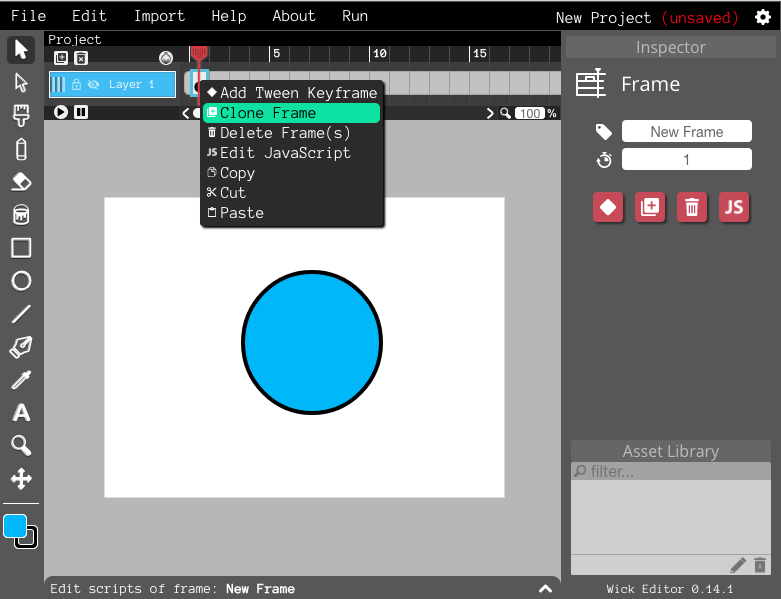 File Edit Import Help About Run New Project (unsaved)
Project
5 10 15
Layer 1
100 %
Add Tween Keyframe
Clone Frame
Delete Frame(s)
JS Edit JavaScript
Copy
Cut
Paste
Inspector
Frame
New Frame
1
JS
A
Asset Library
filter...
Edit scripts of frame: New Frame
Wick Editor 0.14.1